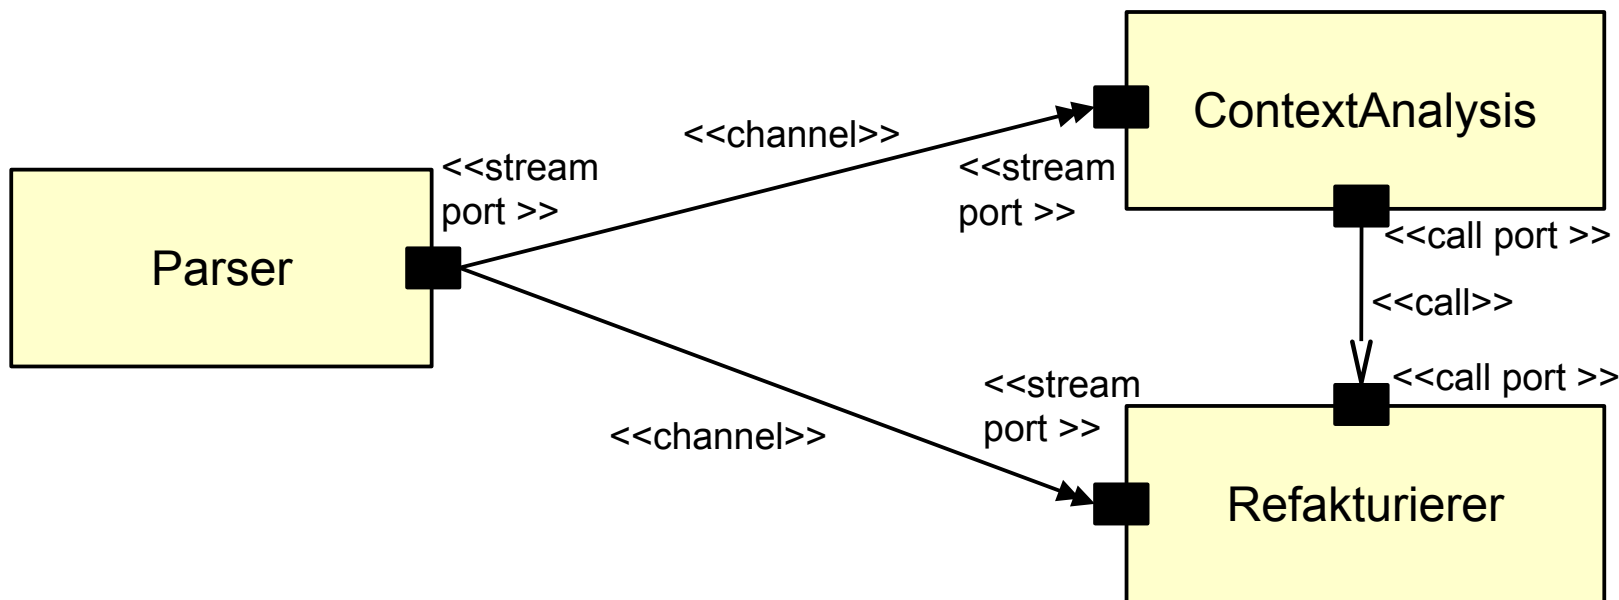 ContextAnalysis
<<channel>>
<<stream
port >>
<<stream
port >>
Parser
<<call port >>
<<call>>
<<call port >>
<<stream
port >>
<<channel>>
Refakturierer